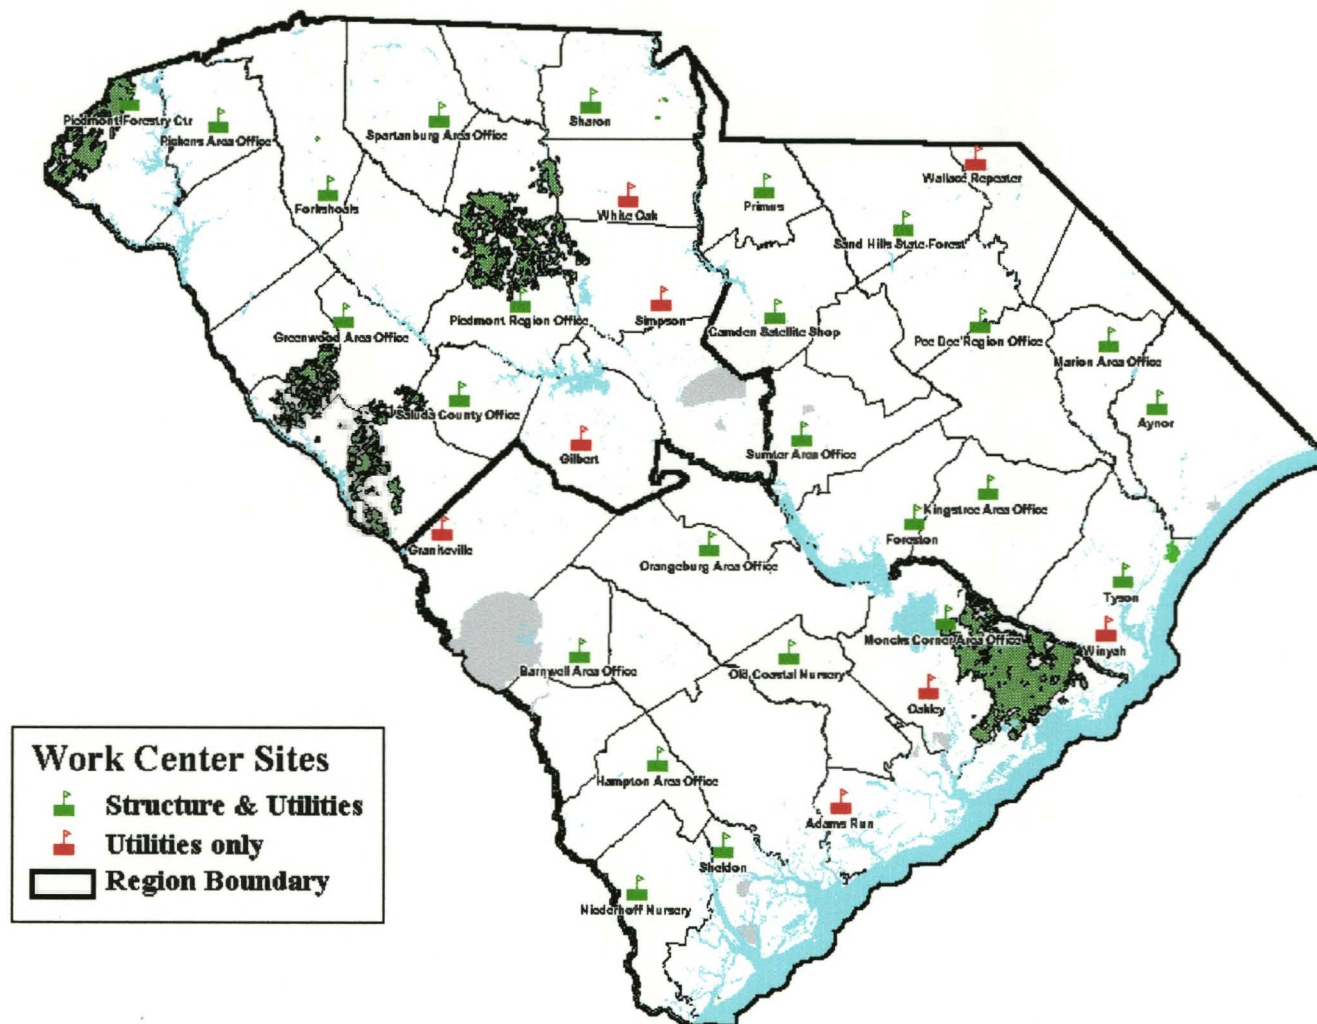 Piedmont Forestry Ctr
Pickens Area Office
Spartanburg Area Office
Sharon
Wallace Repeater
Forkshoals
White Oak
Primus
Sand Hills State Forest
Greenwood Area Office
Piedmont Region Office
Simpson
Camden Satellite Shop
Pee Dee Region Office
Marion Area Office
Saluda County Office
Aynor
Gilbert
Sumter Area Office
Kingstree Area Office
Graniteville
Foreston
Orangeburg Area Office
Tyson
Moncks Corner Area Office
Winyah
Barnwell Area Office
Old Coastal Nursery
Oakley
Hampton Area Office
Adams Run
Sheldon
Niederhoff Nursery
Work Center Sites
Structure & Utilities
Utilities only
Region Boundary